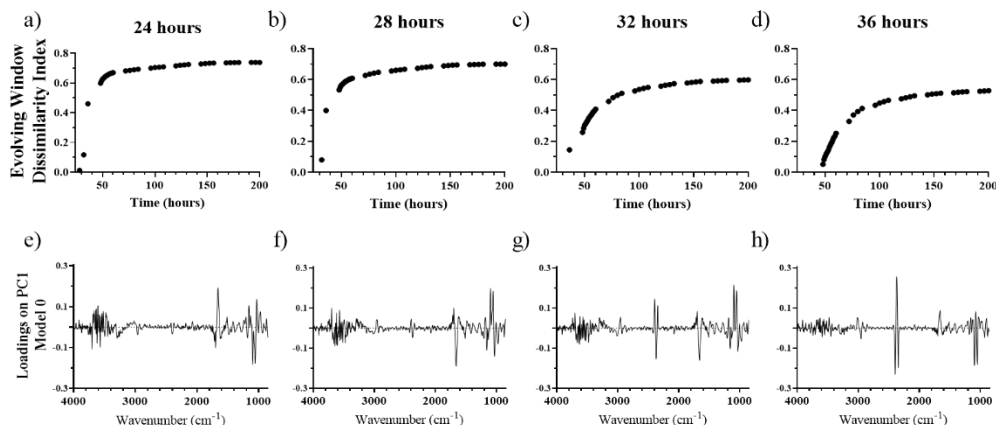 a)
24 hours
b)
28 hours
c)
32 hours
d)
36 hours
Evolving Window
Dissimilarity Index
0.8
0.6
0.4
0.2
0.0
50
100
150
200
Time (hours)
0.8
0.6
0.4
0.2
0.0
50
100
150
200
Time (hours)
0.8
0.6
0.4
0.2
0.0
50
100
150
200
Time (hours)
0.8
0.6
0.4
0.2
0.0
50
100
150
200
Time (hours)
e)
f)
g)
h)
Loadings on PC1
Model 0
0.3
0.1
-0.1
-0.3
4000
3000
2000
1000
Wavenumber (cm⁻¹)
0.3
0.1
-0.1
-0.3
4000
3000
2000
1000
Wavenumber (cm⁻¹)
0.3
0.1
-0.1
-0.3
4000
3000
2000
1000
Wavenumber (cm⁻¹)
0.3
0.1
-0.1
-0.3
4000
3000
2000
1000
Wavenumber (cm⁻¹)